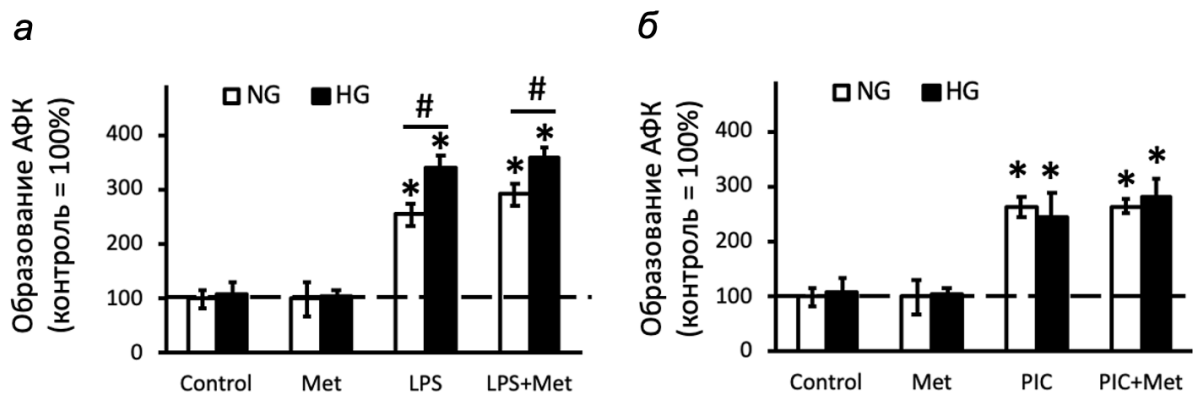 а
Образование АФК
(контроль = 100%)
NG HG
# #
* * * *
400
300
200
100
0
Control Met LPS LPS+Met
б
Образование АФК
(контроль = 100%)
NG HG
* * * *
400
300
200
100
0
Control Met PIC PIC+Met